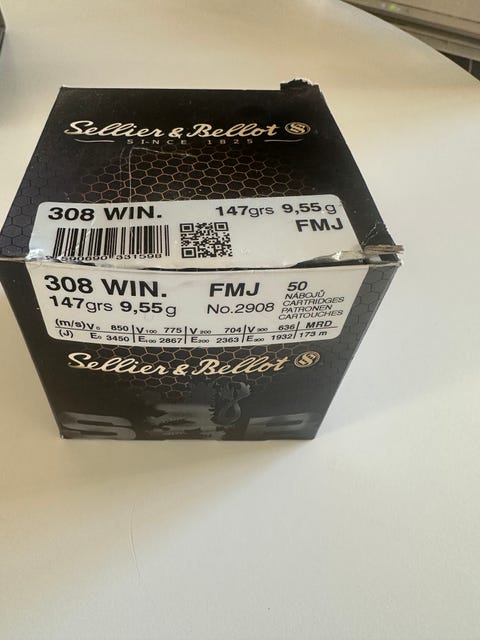 Sellier & Bellot
SINCE 1825
308 WIN. 147grs 9,55 g
FMJ
308 WIN. FMJ 50
147grs 9,55g No.2908 NÁBOJŮ
CARTRIDGES
PATRONEN
CARTOUCHES
(m/s) V0 850 V100 775 V200 704 V300 636 MRD
(J) E0 3450 E100 2867 E200 2363 E300 1932 173 m
Sellier & Bellot
S&B